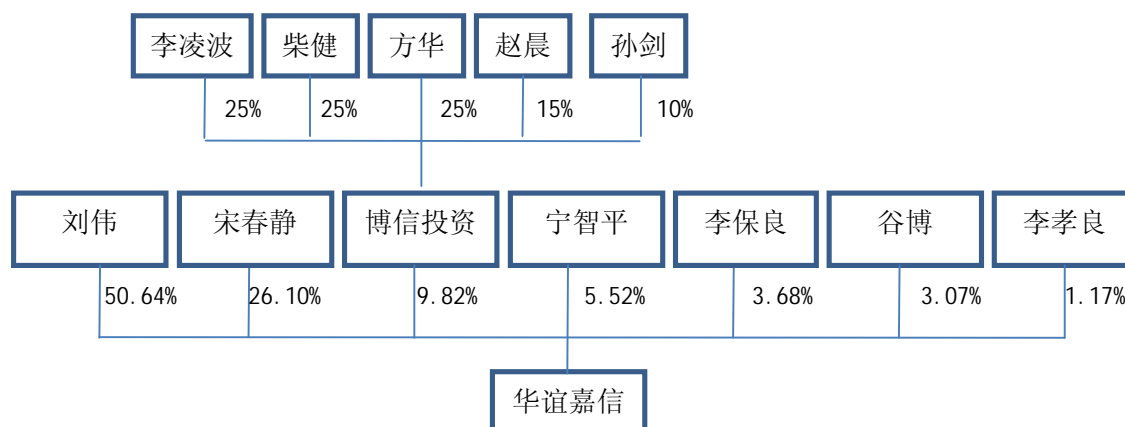 李凌波 柴健 方华 赵晨 孙剑
25% 25% 25% 15% 10%
刘伟 宋春静 博信投资 宁智平 李保良 谷博 李孝良
50.64% 26.10% 9.82% 5.52% 3.68% 3.07% 1.17%
华谊嘉信